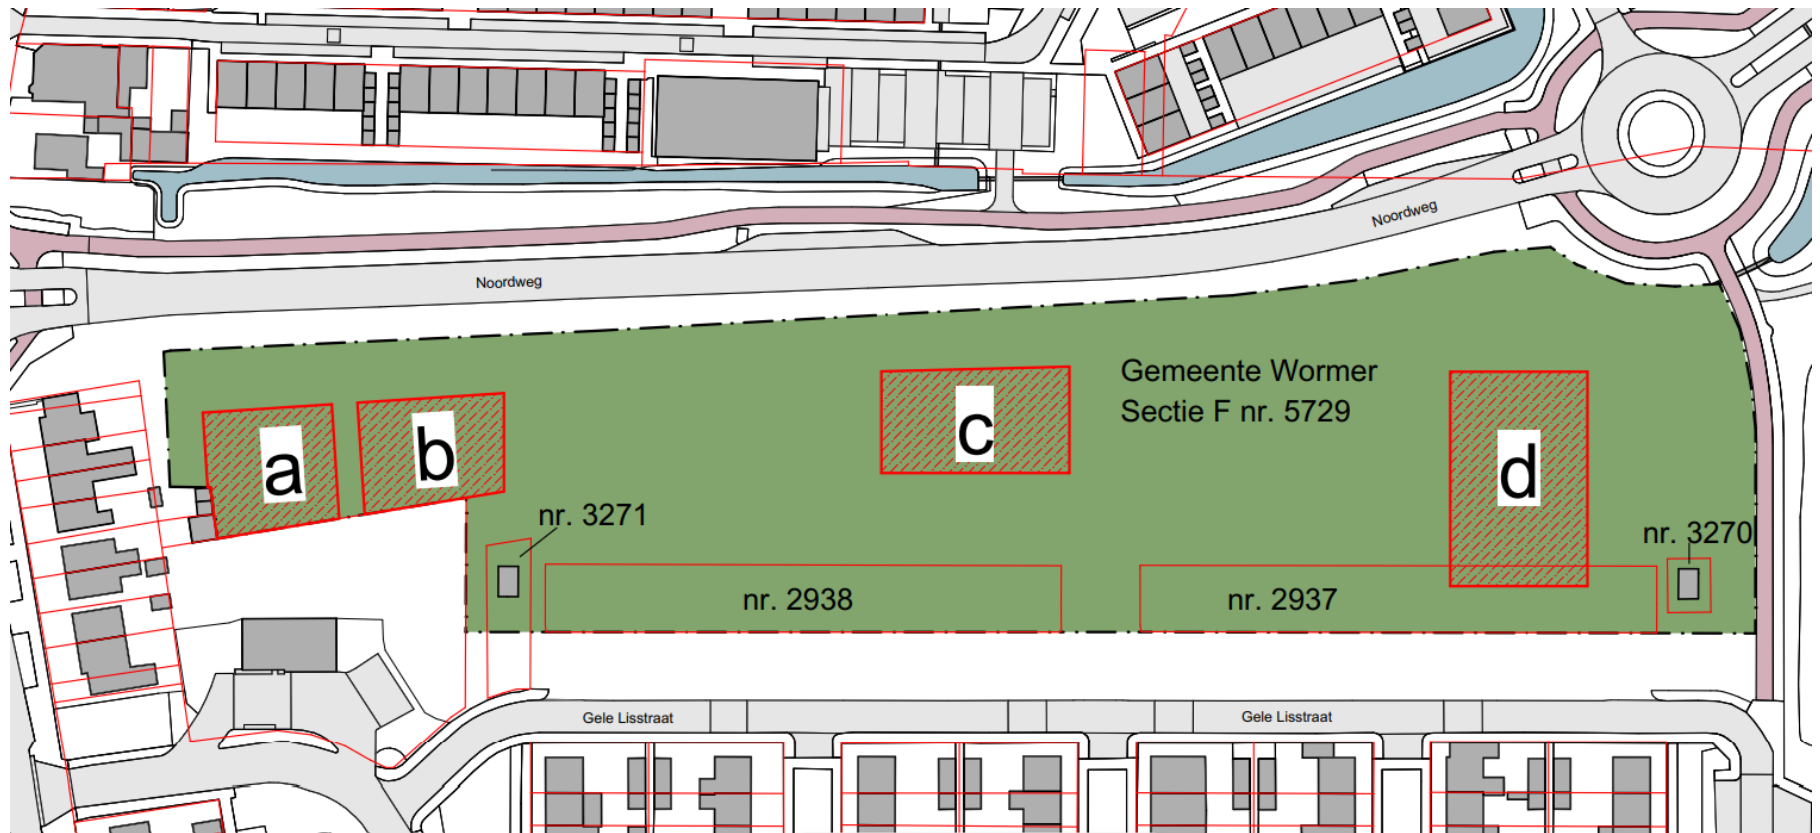 Noordweg
Noordweg
Gemeente Wormer
Sectie F nr. 5729
a
b
c
d
nr. 3271
nr. 3270
nr. 2938
nr. 2937
Gele Lisstraat
Gele Lisstraat